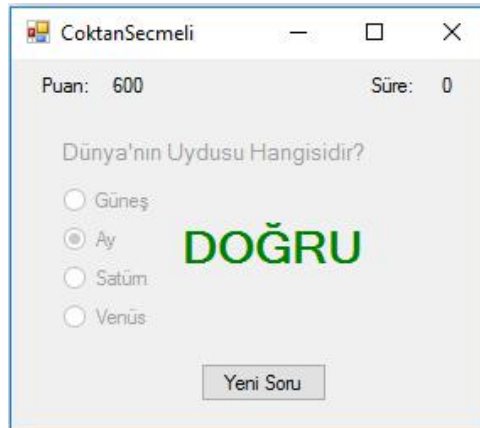 CoktanSecmeli
Puan: 600 Süre: 0
Dünya'nın Uydusu Hangisidir?
Güneş
Ay
DOĞRU
Satürn
Venüs
Yeni Soru